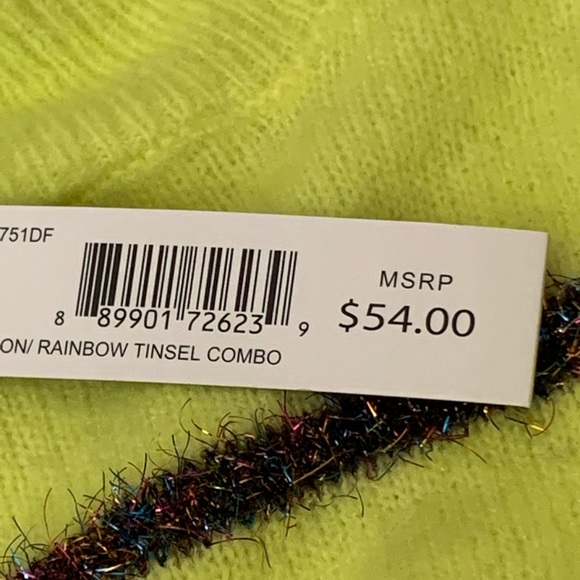 751DF
MSRP
$54.00
8 89901 72623 9
ON/ RAINBOW TINSEL COMBO